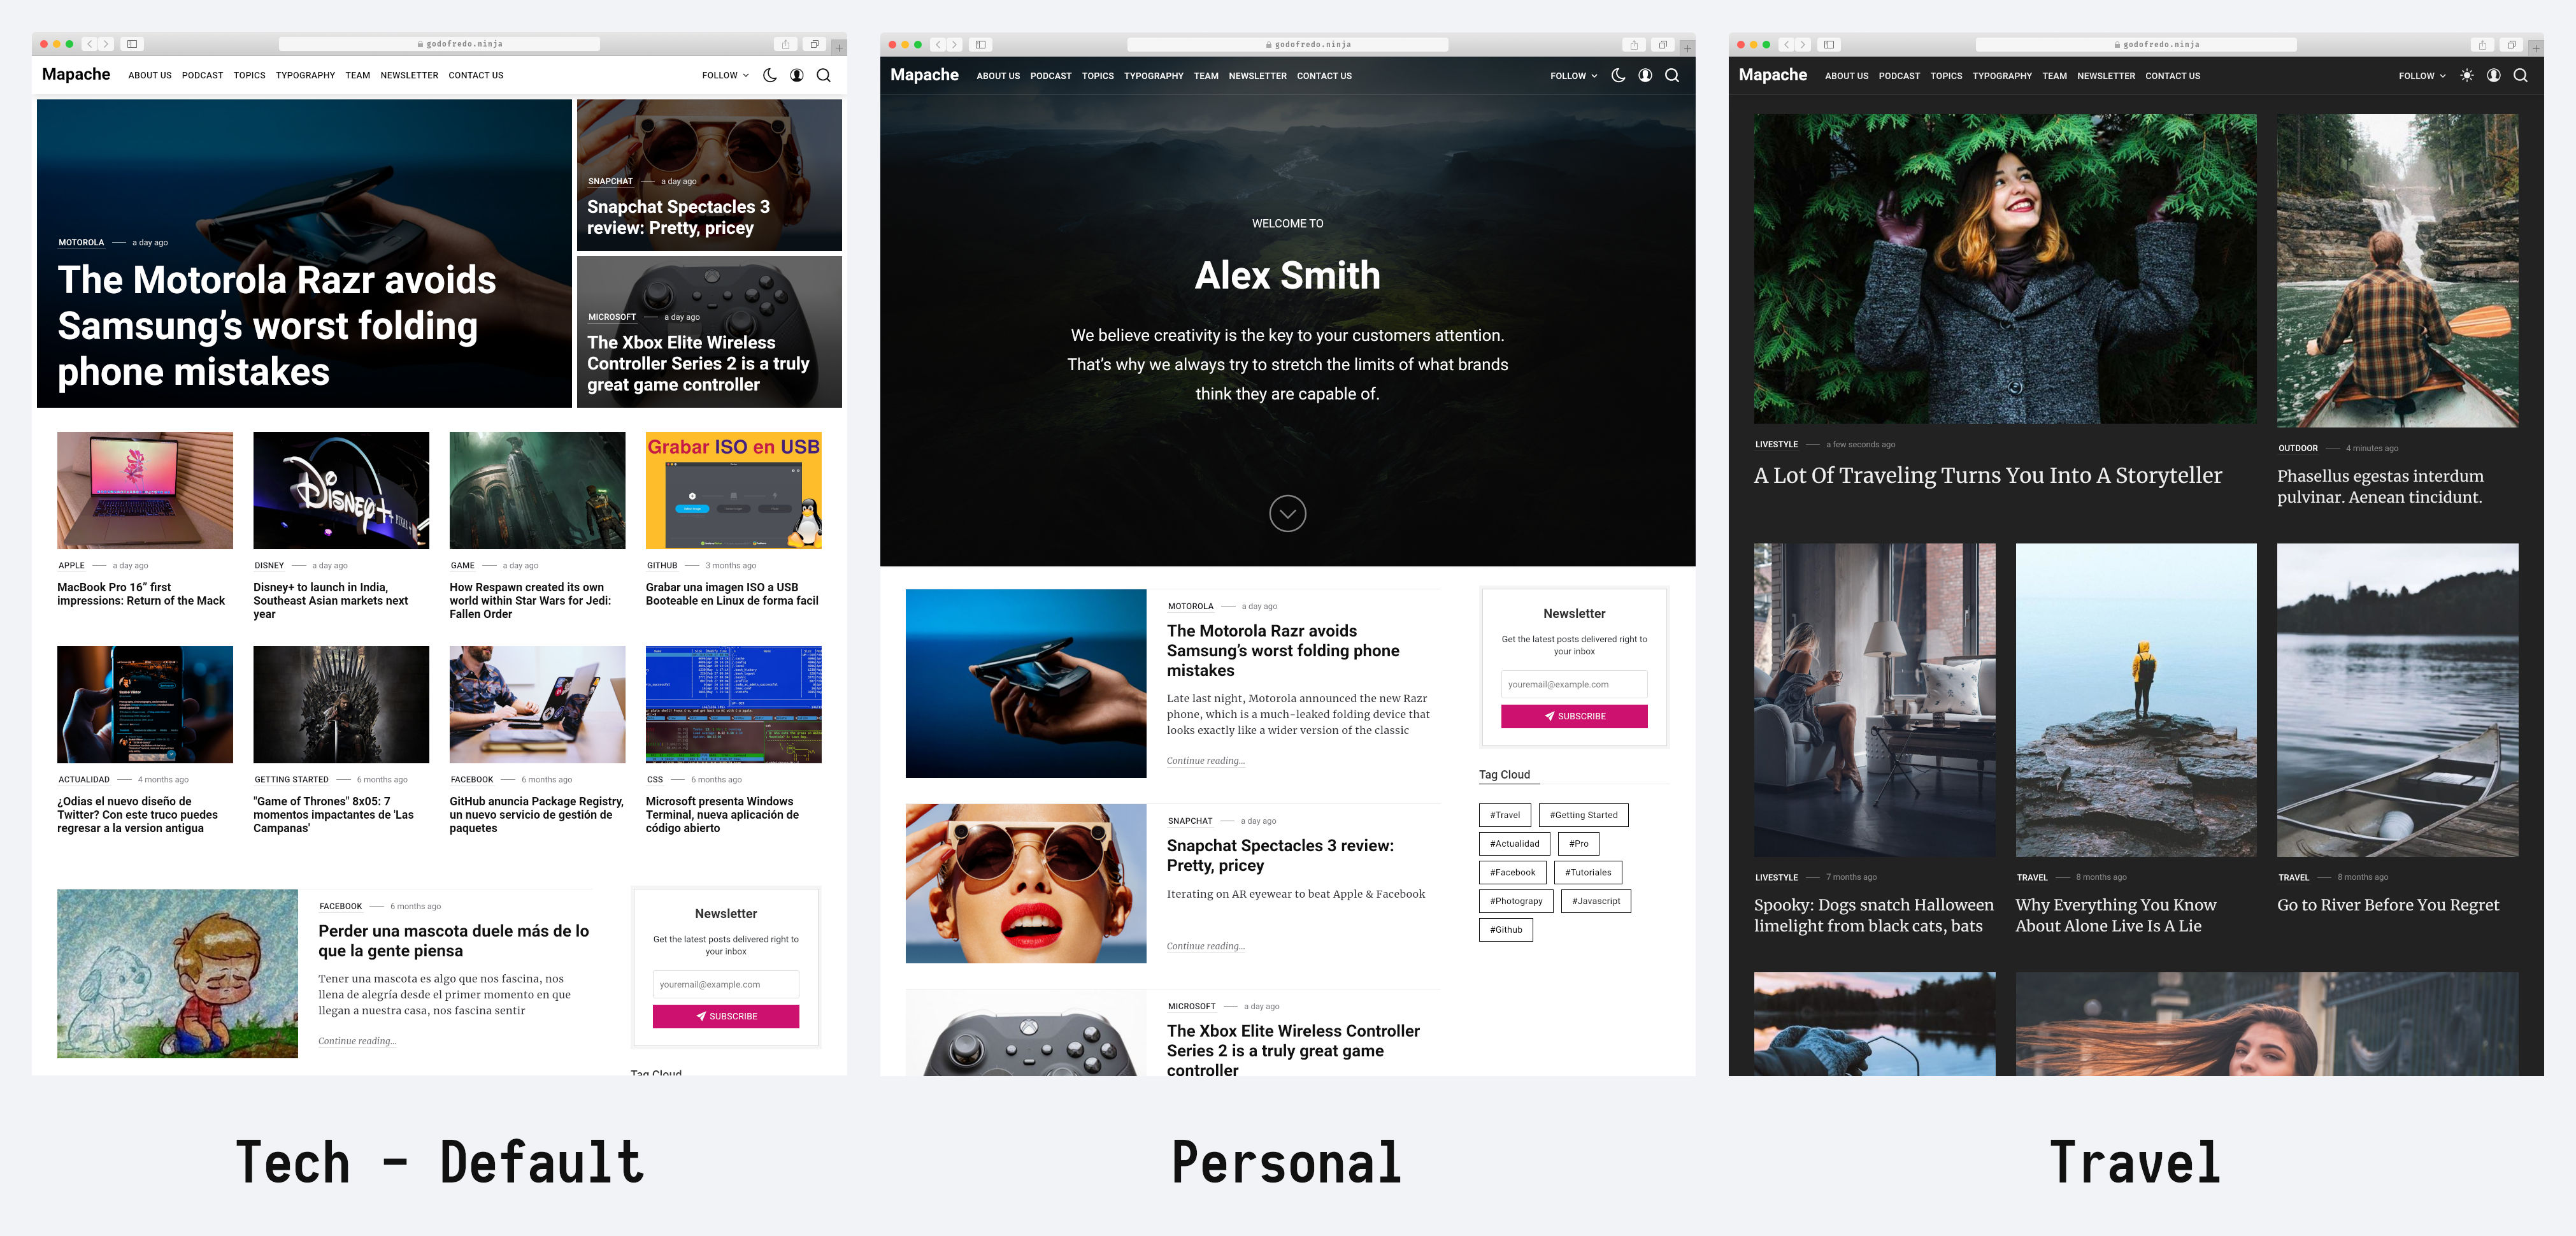 godofredo.ninja
Mapache ABOUT US PODCAST TOPICS TYPOGRAPHY TEAM NEWSLETTER CONTACT US FOLLOW
MOTOROLA a day ago
The Motorola Razr avoids
Samsung’s worst folding
phone mistakes
SNAPCHAT a day ago
Snapchat Spectacles 3
review: Pretty, pricey
MICROSOFT a day ago
The Xbox Elite Wireless
Controller Series 2 is a truly
great game controller
APPLE a day ago
MacBook Pro 16” first
impressions: Return of the Mack
Disney+
DISNEY a day ago
Disney+ to launch in India,
Southeast Asian markets next
year
GAME a day ago
How Respawn created its own
world within Star Wars for Jedi:
Fallen Order
Grabar ISO en USB
GITHUB 3 months ago
Grabar una imagen ISO a USB
Booteable en Linux de forma facil
ACTUALIDAD 4 months ago
¿Odias el nuevo diseño de
Twitter? Con este truco puedes
regresar a la version antigua
GETTING STARTED 6 months ago
"Game of Thrones" 8x05: 7
momentos impactantes de 'Las
Campanas'
FACEBOOK 6 months ago
GitHub anuncia Package Registry,
un nuevo servicio de gestión de
paquetes
CSS 6 months ago
Microsoft presenta Windows
Terminal, nueva aplicación de
código abierto
FACEBOOK 6 months ago
Perder una mascota duele más de lo
que la gente piensa
Tener una mascota es algo que nos fascina, nos
llena de alegría desde el primer momento en que
llegan a nuestra casa, nos fascina sentir
Continue reading...
Newsletter
Get the latest posts delivered right to
your inbox
youremail@example.com
SUBSCRIBE
Tag Cloud
Tech - Default
godofredo.ninja
Mapache ABOUT US PODCAST TOPICS TYPOGRAPHY TEAM NEWSLETTER CONTACT US FOLLOW
WELCOME TO
Alex Smith
We believe creativity is the key to your customers attention.
That’s why we always try to stretch the limits of what brands
think they are capable of.
MOTOROLA a day ago
The Motorola Razr avoids
Samsung’s worst folding phone
mistakes
Late last night, Motorola announced the new Razr
phone, which is a much-leaked folding device that
looks exactly like a wider version of the classic
Continue reading...
SNAPCHAT a day ago
Snapchat Spectacles 3 review:
Pretty, pricey
Iterating on AR eyewear to beat Apple & Facebook
Continue reading...
MICROSOFT a day ago
The Xbox Elite Wireless Controller
Series 2 is a truly great game
controller
Newsletter
Get the latest posts delivered right to
your inbox
youremail@example.com
SUBSCRIBE
Tag Cloud
#Travel #Getting Started
#Actualidad #Pro
#Facebook #Tutoriales
#Photograpy #Javascript
#Github
Personal
godofredo.ninja
Mapache ABOUT US PODCAST TOPICS TYPOGRAPHY TEAM NEWSLETTER CONTACT US FOLLOW
LIVESTYLE a few seconds ago
A Lot Of Traveling Turns You Into A Storyteller
OUTDOOR 4 minutes ago
Phasellus egestas interdum
pulvinar. Aenean tincidunt.
LIVESTYLE 7 months ago
Spooky: Dogs snatch Halloween
limelight from black cats, bats
TRAVEL 8 months ago
Why Everything You Know
About Alone Live Is A Lie
TRAVEL 8 months ago
Go to River Before You Regret
Travel